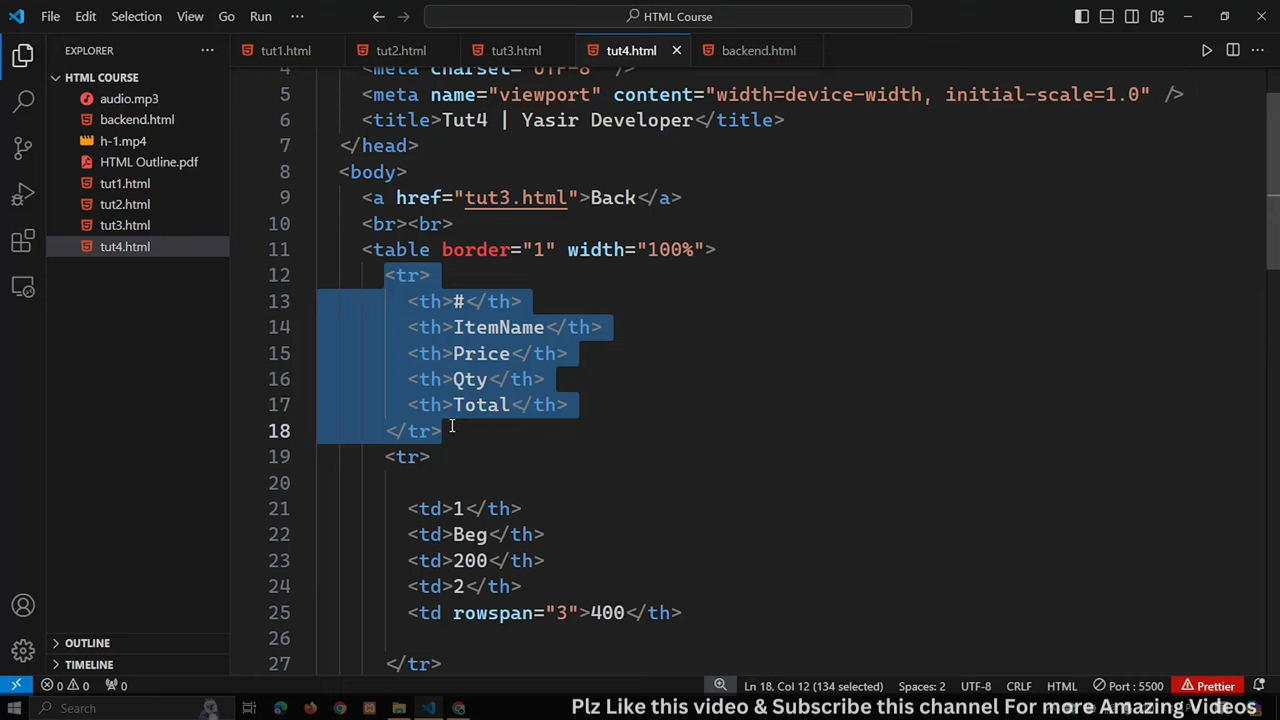 File Edit Selection View Go Run ··· HTML Course
EXPLORER ··· tut1.html tut2.html tut3.html tut4.html backend.html
HTML COURSE
audio.mp3
backend.html
h-1.mp4
HTML Outline.pdf
tut1.html
tut2.html
tut3.html
tut4.html
OUTLINE
TIMELINE
4 <meta charset="UTF-8" />
5 <meta name="viewport" content="width=device-width, initial-scale=1.0" />
6 <title>Tut4 | Yasir Developer</title>
7 </head>
8 <body>
9 <a href="tut3.html">Back</a>
10 <br><br>
11 <table border="1" width="100%">
12 <tr>
13 <th>#</th>
14 <th>ItemName</th>
15 <th>Price</th>
16 <th>Qty</th>
17 <th>Total</th>
18 </tr>
19 <tr>
20
21 <td>1</th>
22 <td>Beg</th>
23 <td>200</th>
24 <td>2</th>
25 <td rowspan="3">400</th>
26
27 </tr>
0 0 0 Ln 18, Col 12 (134 selected) Spaces: 2 UTF-8 CRLF HTML Port : 5500 Prettier
Search
Plz Like this video & Subscribe this channel For more Amazing Videos